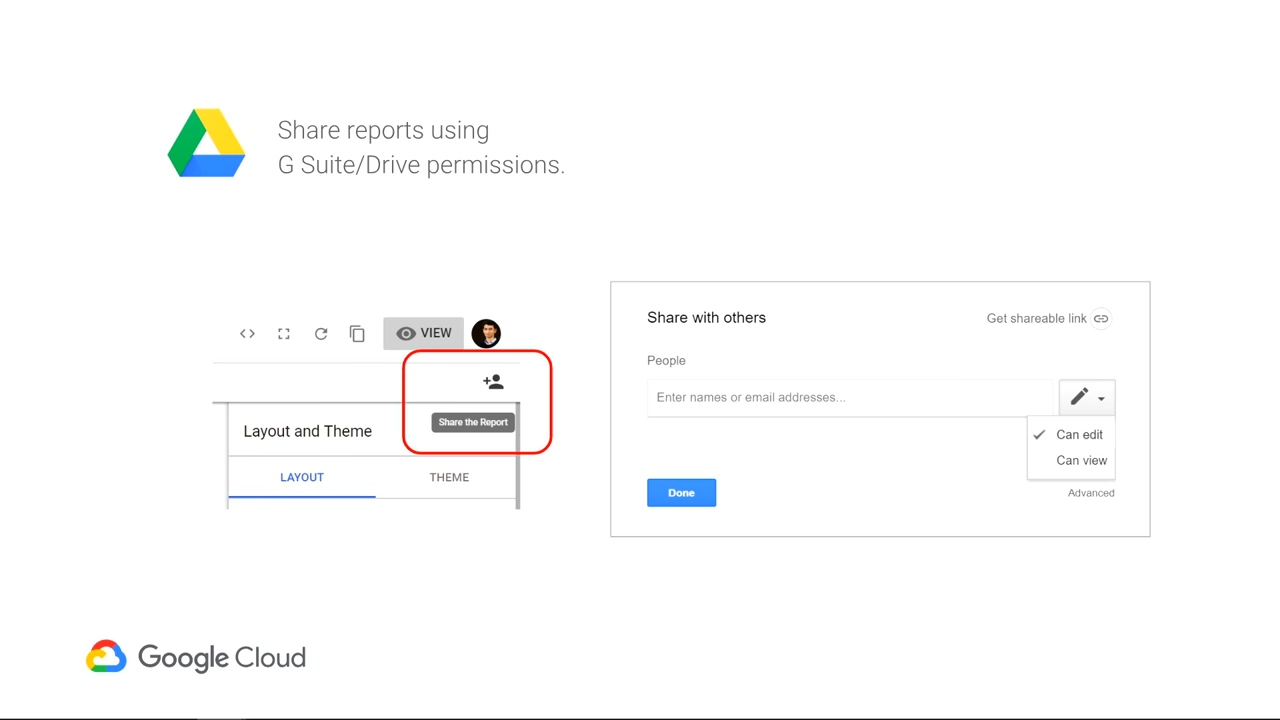 Share reports using
G Suite/Drive permissions.
VIEW
Share the Report
Layout and Theme
LAYOUT THEME
Share with others
Get shareable link
People
Enter names or email addresses...
Can edit
Can view
Done
Advanced
Google Cloud